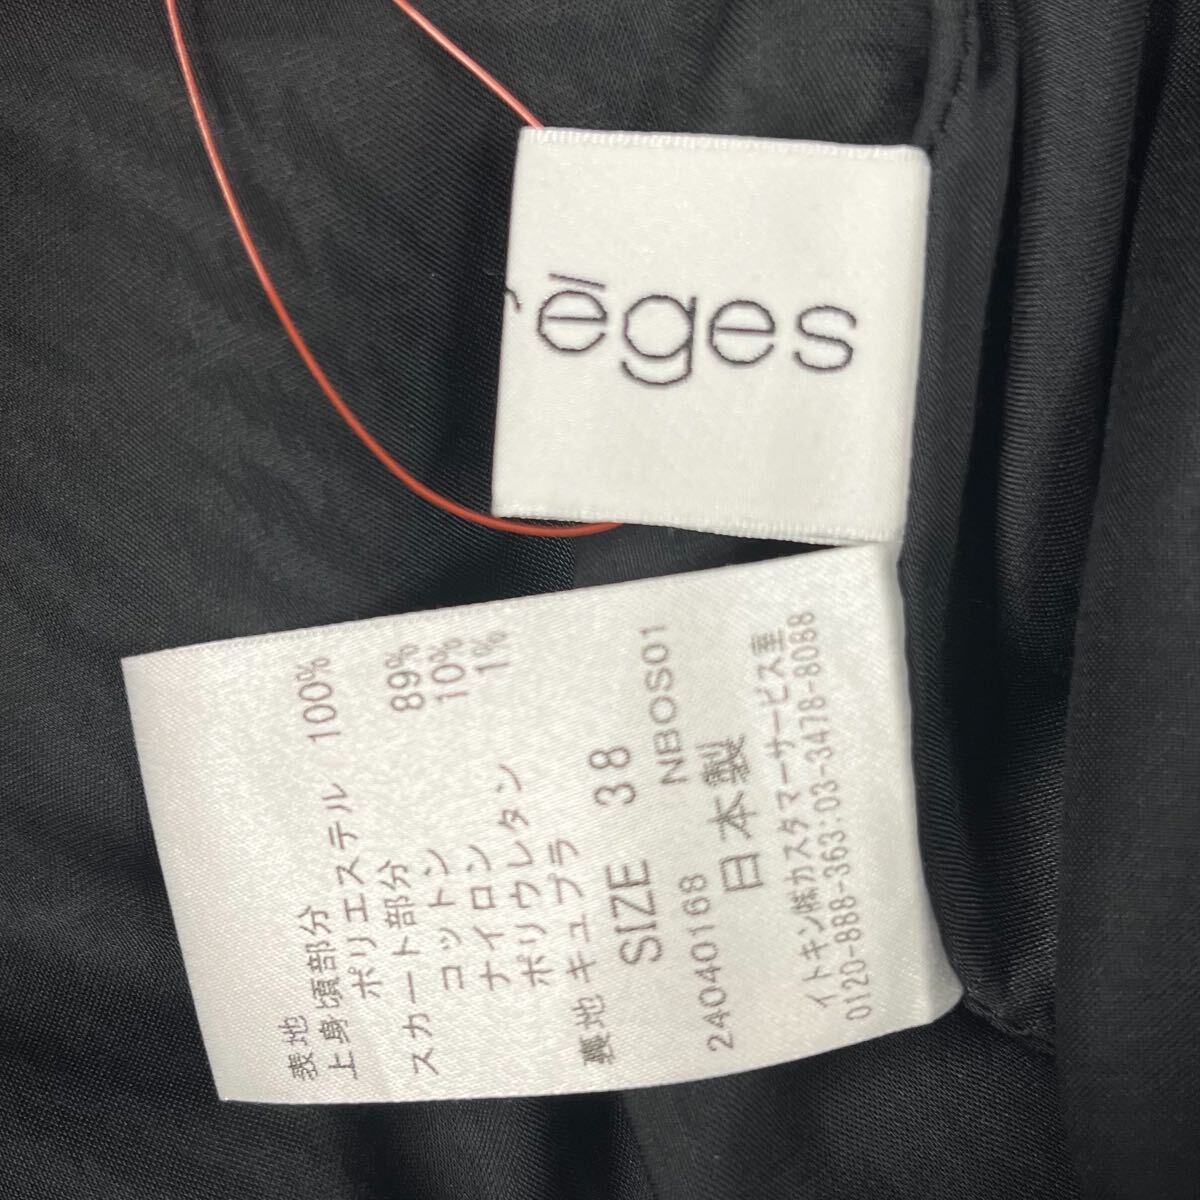 ēges
表地
上身頃部分
ポリエステル 100%
スカート部分
コットン 89%
ナイロン 10%
ポリウレタン 1%
裏地 キュプラ
SIZE 38
24040168 NBOS01
日本製
イトキン(株)カスタマーサービス室
0120-888-363:03-3478-8088